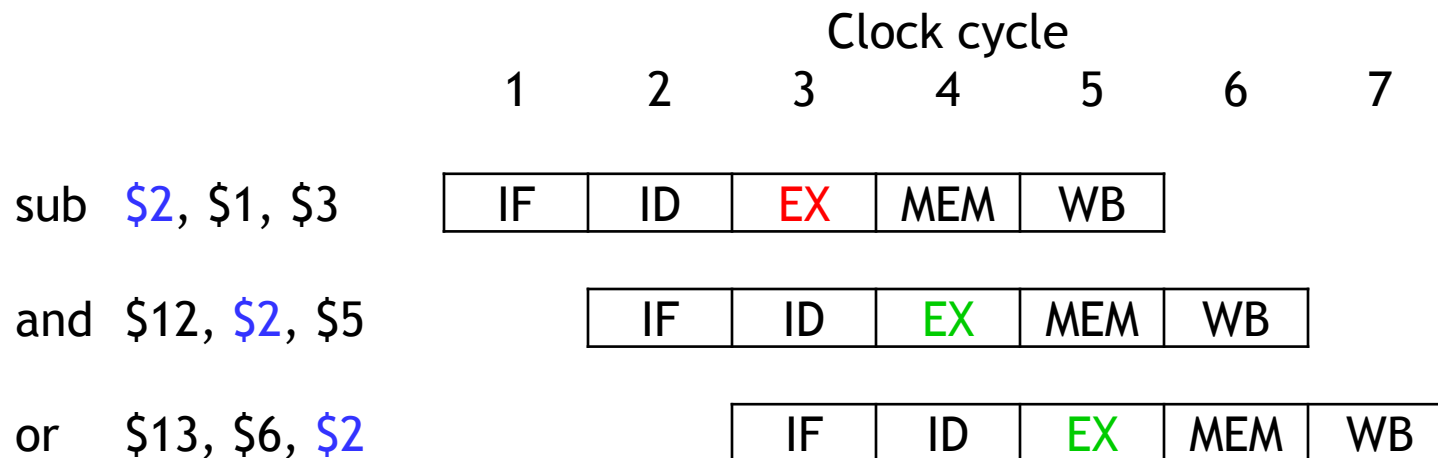 Clock cycle
1 2 3 4 5 6 7
sub $2, $1, $3 IF ID EX MEM WB
and $12, $2, $5 IF ID EX MEM WB
or $13, $6, $2 IF ID EX MEM WB